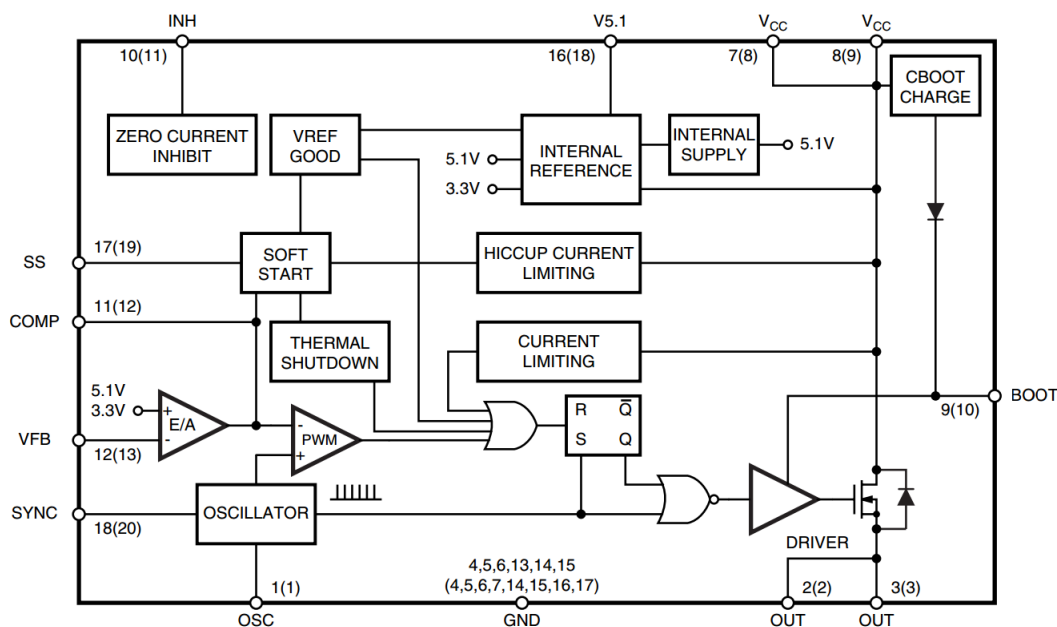 INH
V5.1
VCC
VCC
10(11)
16(18)
7(8)
8(9)
CBOOT
CHARGE
ZERO CURRENT
INHIBIT
VREF
GOOD
5.1V
3.3V
INTERNAL
REFERENCE
INTERNAL
SUPPLY
5.1V
SS
17(19)
SOFT
START
HICCUP CURRENT
LIMITING
COMP
11(12)
THERMAL
SHUTDOWN
CURRENT
LIMITING
5.1V
3.3V
+
E/A
-
-
PWM
+
R Q̅
S Q
BOOT
9(10)
VFB
12(13)
SYNC
18(20)
OSCILLATOR
DRIVER
1(1)
4,5,6,13,14,15
(4,5,6,7,14,15,16,17)
2(2)
3(3)
OSC
GND
OUT
OUT